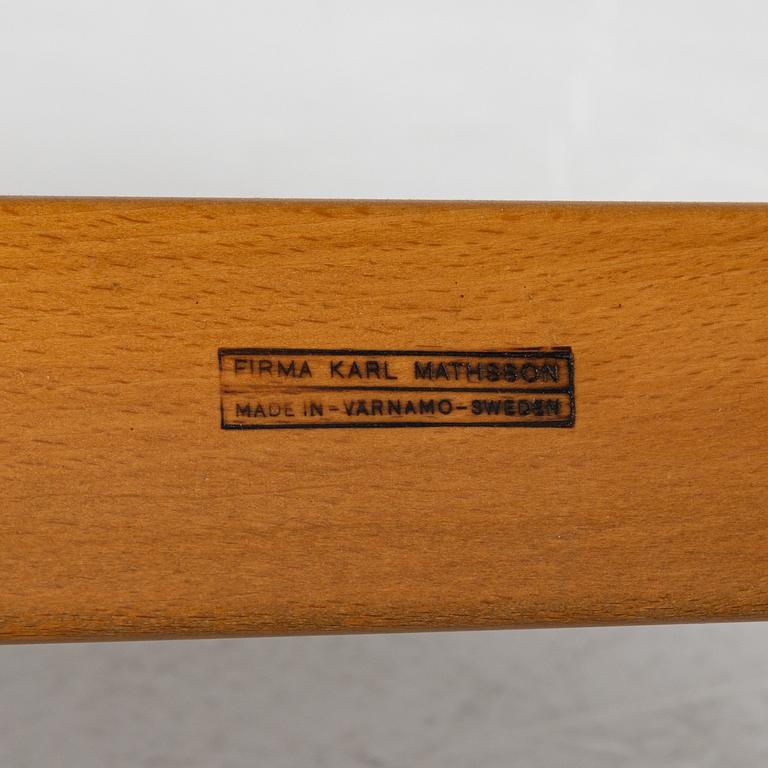 FIRMA KARL MATHSSON
MADE IN - VÄRNAMO - SWEDEN